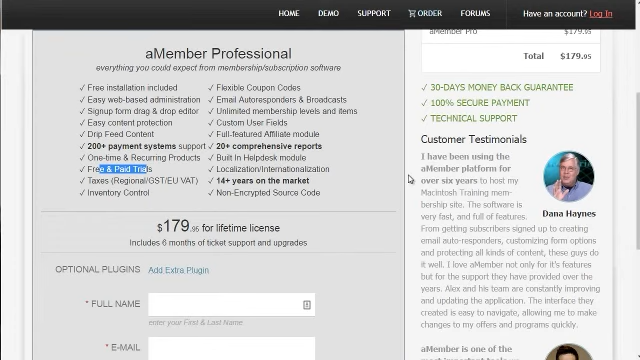 HOME DEMO SUPPORT ORDER FORUMS Have an account? Log In
$179.95
aMember Pro
Total $179.95
aMember Professional
everything you could expect from membership/subscription software
✓ Free installation included
✓ Easy web-based administration
✓ Signup form drag & drop editor
✓ Easy content protection
✓ Drip Feed Content
✓ 200+ payment systems support
✓ One-time & Recurring Products
✓ Free & Paid Trials
✓ Taxes (Regional/GST/EU VAT)
✓ Inventory Control
✓ Flexible Coupon Codes
✓ Email Autoresponders & Broadcasts
✓ Unlimited membership levels and items
✓ Custom User Fields
✓ Full-featured Affiliate module
✓ 20+ comprehensive reports
✓ Built In Helpdesk module
✓ Localization/Internationalization
✓ 14+ years on the market
✓ Non-Encrypted Source Code
$179.95 for lifetime license
Includes 6 months of ticket support and upgrades
OPTIONAL PLUGINS Add Extra Plugin
* FULL NAME
enter your First & Last Name
* E-MAIL
✓ 30-DAYS MONEY BACK GUARANTEE
✓ 100% SECURE PAYMENT
✓ TECHNICAL SUPPORT
Customer Testimonials
I have been using the
aMember platform for
over six years to host my
Macintosh Training mem-
bership site. The software is
very fast, and full of features.
From getting subscribers signed up to creating
email auto-responders, customizing form options
and protecting all kinds of content, these guys do
it well. I love aMember not only for it's features
but for the support they have provided over the
years. Alex and his team are constantly improving
and updating the application. The interface they
created is easy to navigate, allowing me to make
changes to my offers and programs quickly.
Dana Haynes
aMember is one of the